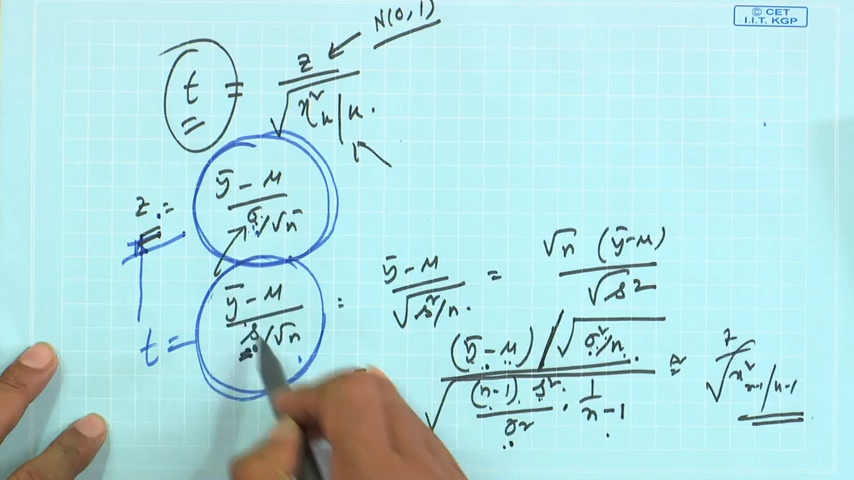 © CET
I.I.T. KGP
N(0,1)
t = z / √(χ²n / n)
z = (ȳ - μ) / (σ/√n)
t = (ȳ - μ) / (s/√n) = (ȳ - μ) / √(s²/n) = √n (ȳ-μ) / √s²
(ȳ - μ) / √(σ²/n) / √((n-1) s² / σ² · 1/(n-1)) ≅ z / √(χ²n-1 / n-1)